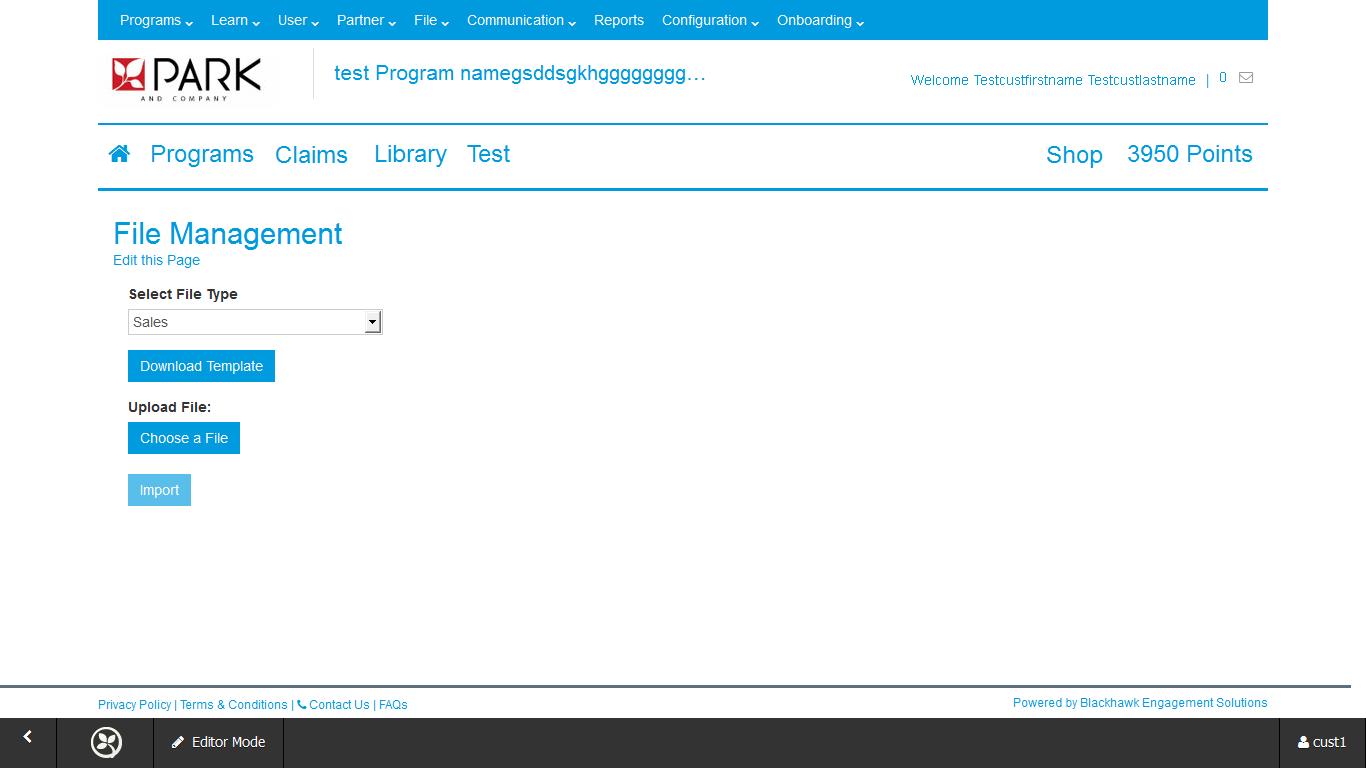 Programs Learn User Partner File Communication Reports Configuration Onboarding
PARK
AND COMPANY
test Program namegsddsgkhgggggggg...
Welcome Testcustfirstname Testcustlastname | 0
Programs Claims Library Test Shop 3950 Points
File Management
Edit this Page
Select File Type
Sales
Download Template
Upload File:
Choose a File
Import
Privacy Policy | Terms & Conditions | Contact Us | FAQs
Powered by Blackhawk Engagement Solutions
Editor Mode
cust1